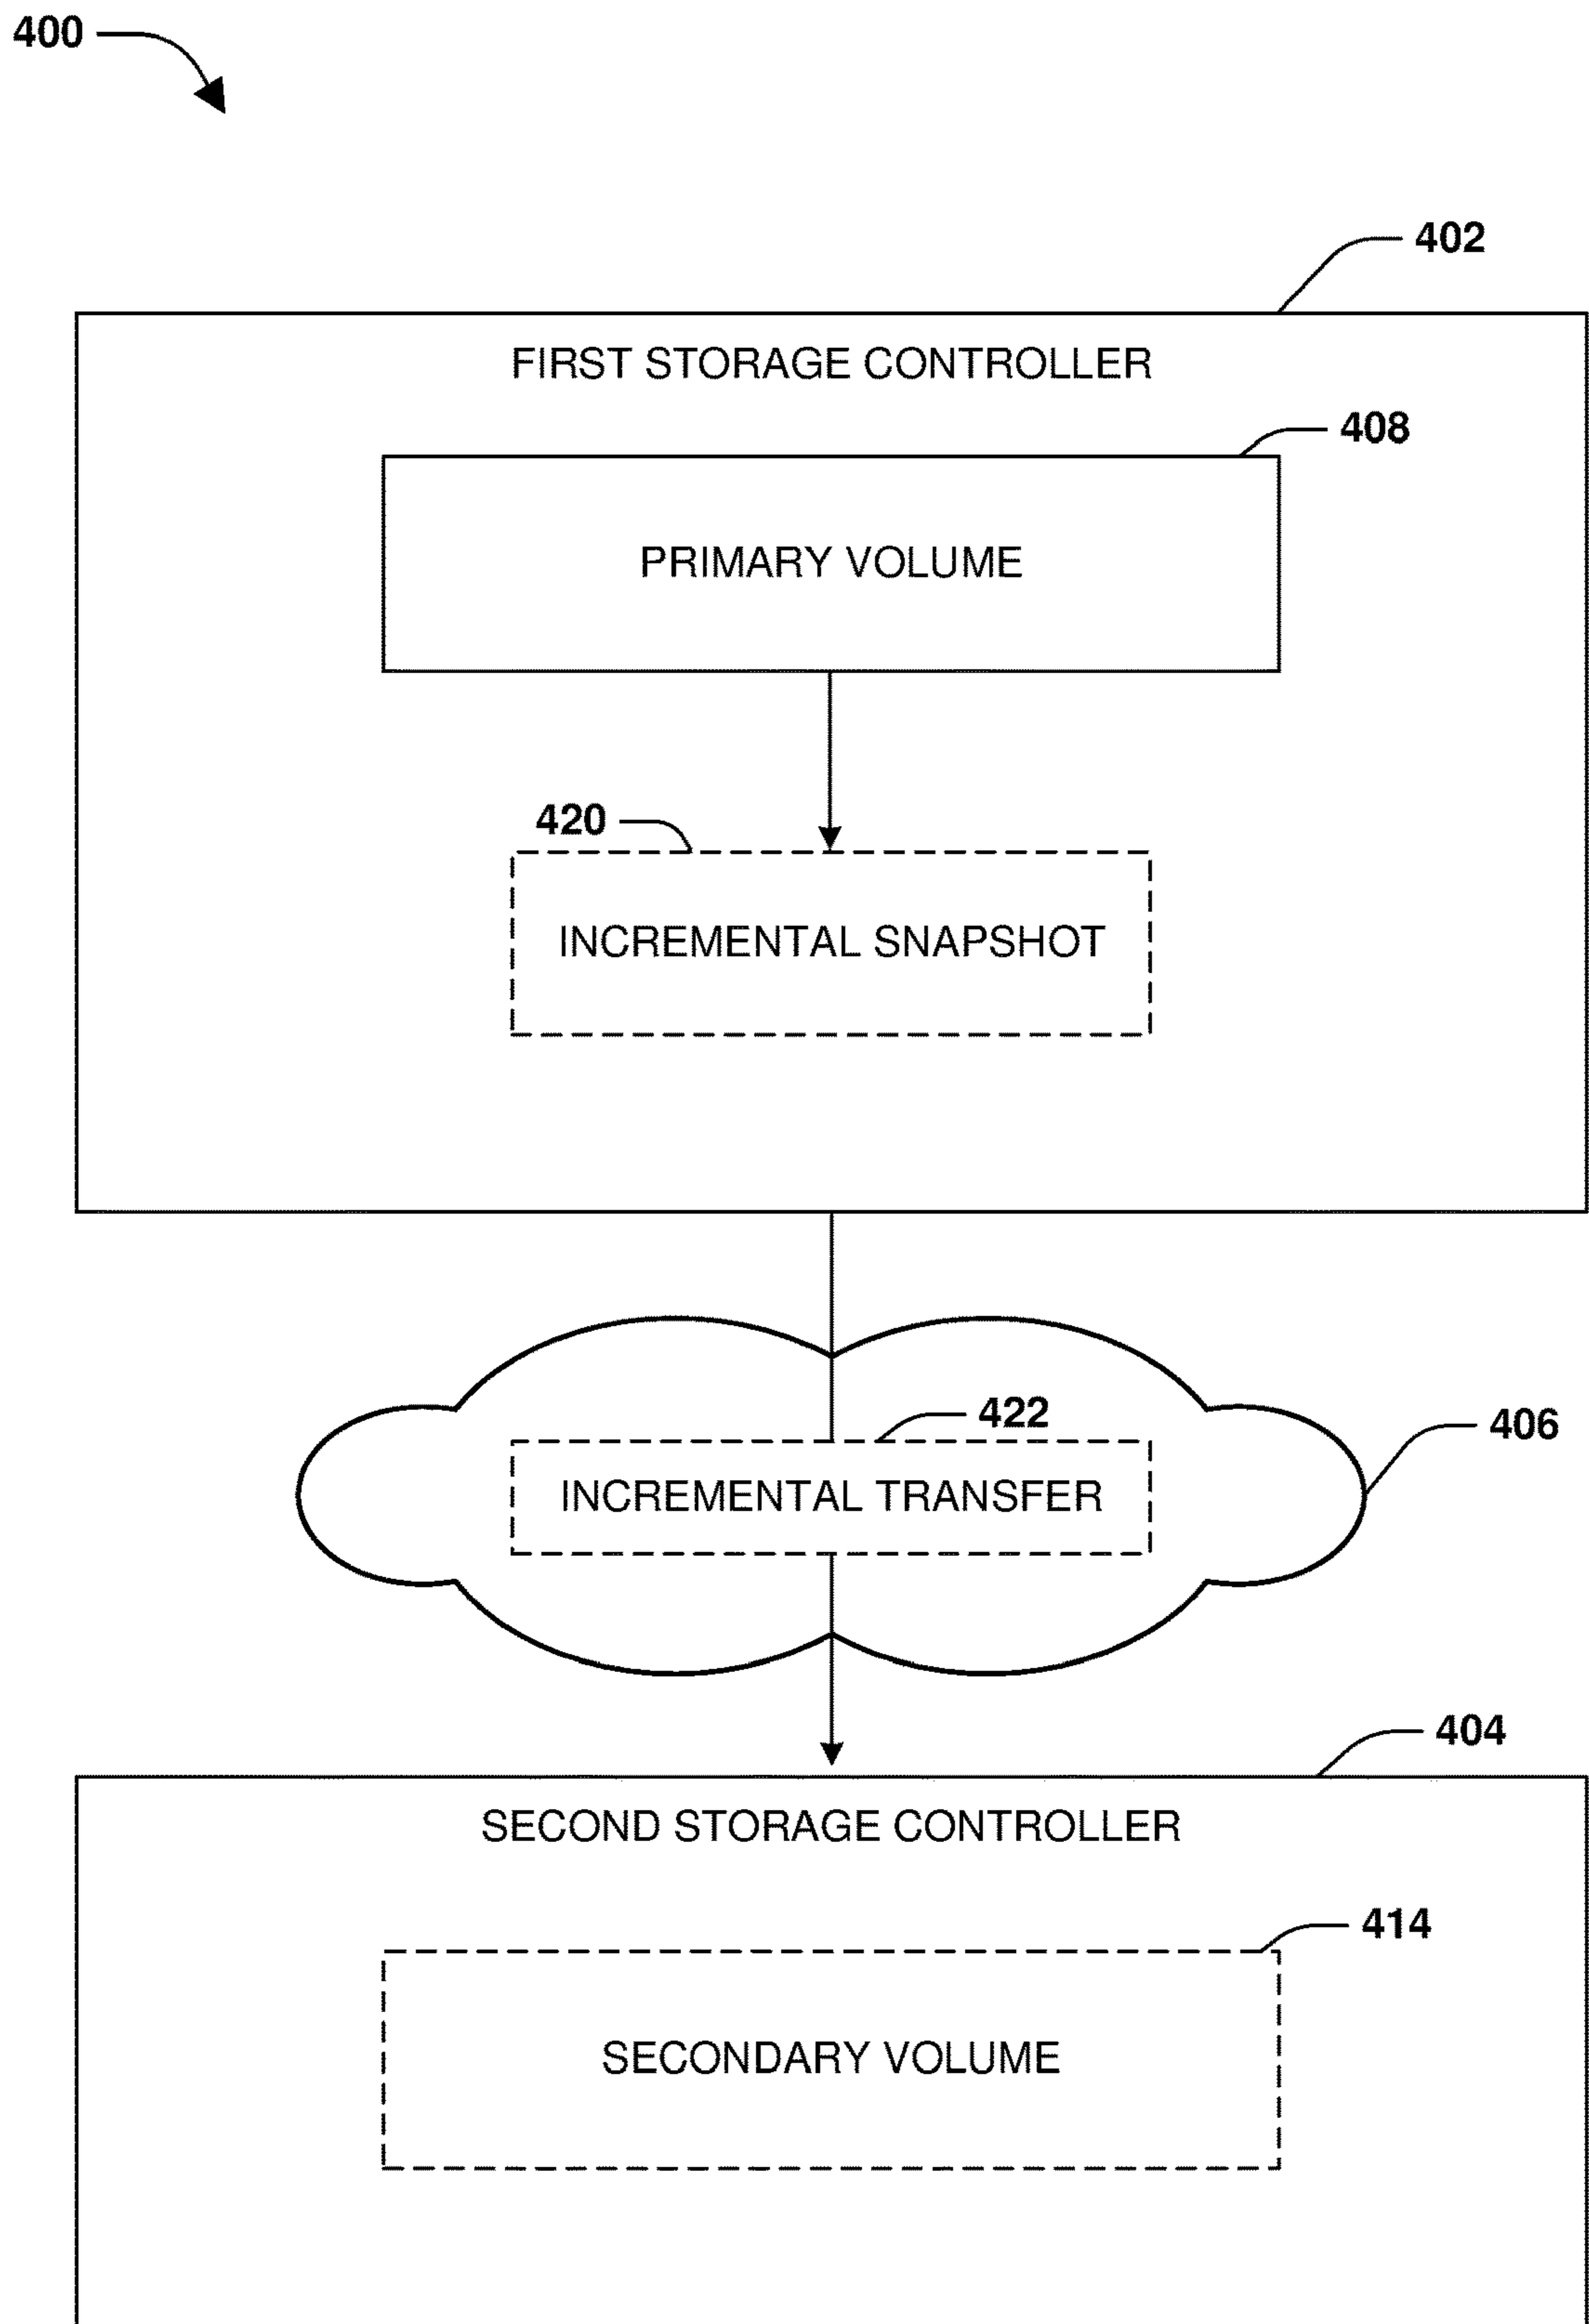 400
402
FIRST STORAGE CONTROLLER
408
PRIMARY VOLUME
420
INCREMENTAL SNAPSHOT
422
406
INCREMENTAL TRANSFER
404
SECOND STORAGE CONTROLLER
414
SECONDARY VOLUME